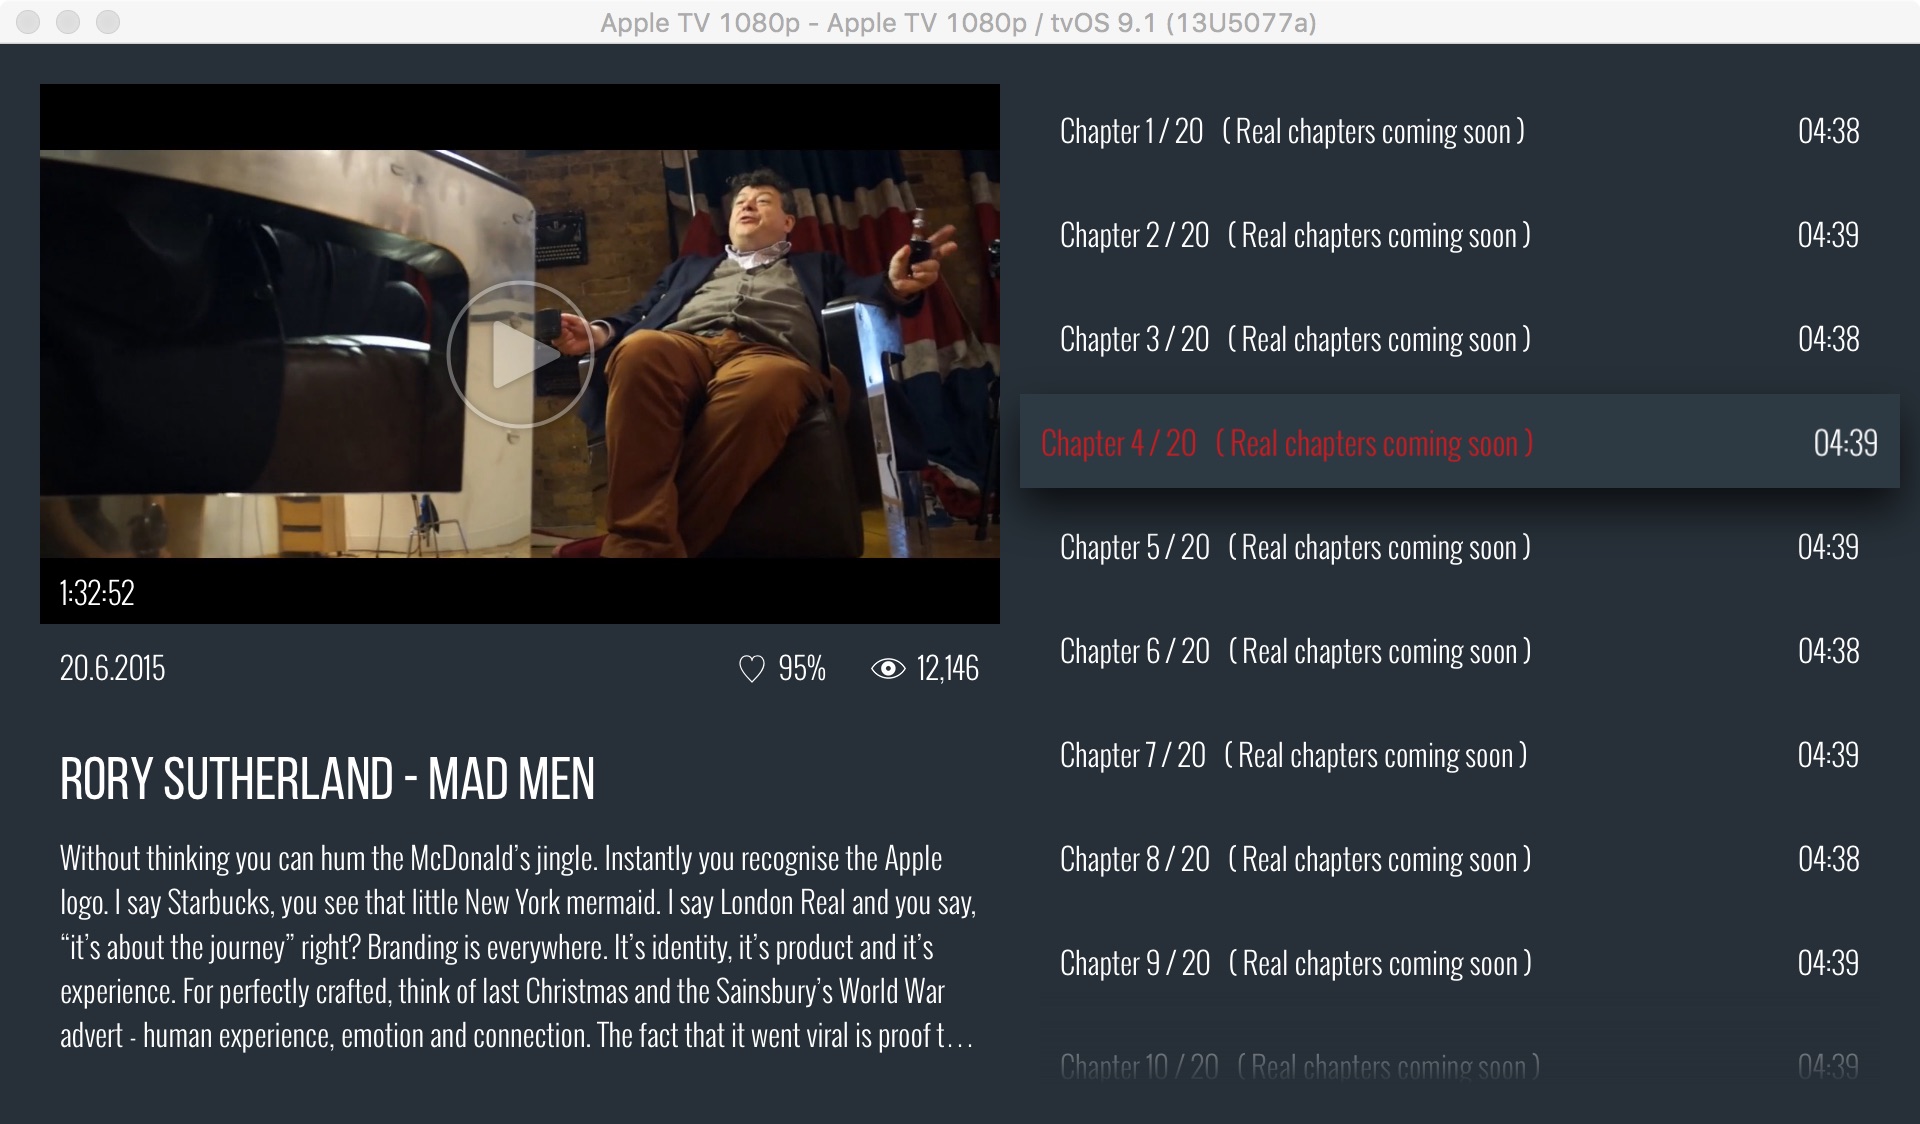 Apple TV 1080p - Apple TV 1080p / tvOS 9.1 (13U5077a)
1:32:52
20.6.2015
95%
12,146
RORY SUTHERLAND - MAD MEN
Without thinking you can hum the McDonald’s jingle. Instantly you recognise the Apple
logo. I say Starbucks, you see that little New York mermaid. I say London Real and you say,
“it’s about the journey” right? Branding is everywhere. It’s identity, it’s product and it’s
experience. For perfectly crafted, think of last Christmas and the Sainsbury’s World War
advert - human experience, emotion and connection. The fact that it went viral is proof t…
Chapter 1 / 20 ( Real chapters coming soon ) 04:38
Chapter 2 / 20 ( Real chapters coming soon ) 04:39
Chapter 3 / 20 ( Real chapters coming soon ) 04:38
Chapter 4 / 20 ( Real chapters coming soon ) 04:39
Chapter 5 / 20 ( Real chapters coming soon ) 04:39
Chapter 6 / 20 ( Real chapters coming soon ) 04:38
Chapter 7 / 20 ( Real chapters coming soon ) 04:39
Chapter 8 / 20 ( Real chapters coming soon ) 04:38
Chapter 9 / 20 ( Real chapters coming soon ) 04:39
Chapter 10 / 20 ( Real chapters coming soon ) 04:39